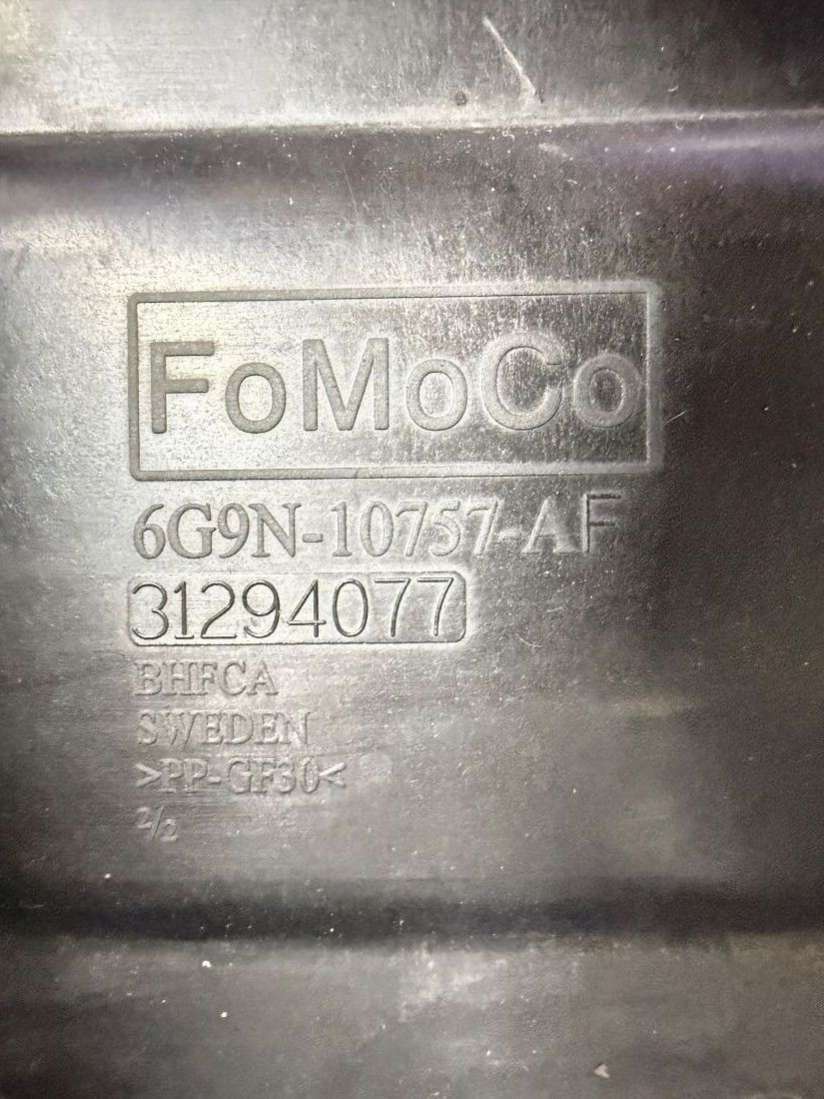 FoMoCo
6G9N-10757-AF
31294077
BHFCA
SWEDEN
>PP-GF30<
2/2